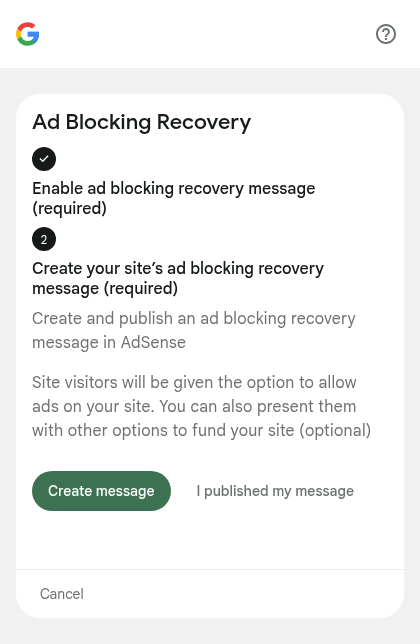 Ad Blocking Recovery
Enable ad blocking recovery message
(required)
2
Create your site’s ad blocking recovery
message (required)
Create and publish an ad blocking recovery
message in AdSense
Site visitors will be given the option to allow
ads on your site. You can also present them
with other options to fund your site (optional)
Create message
I published my message
Cancel